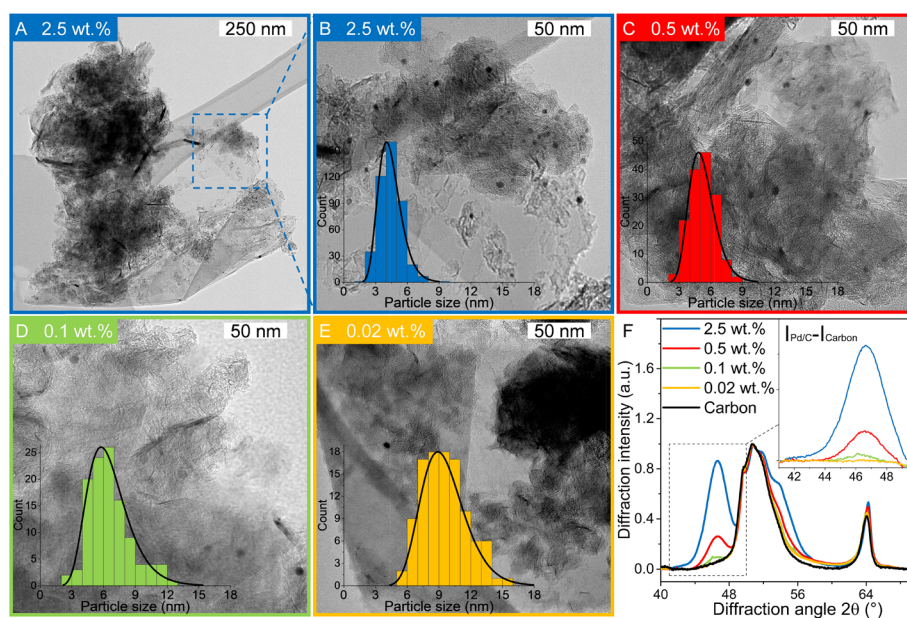 A 2.5 wt.% 250 nm
B 2.5 wt.% 50 nm
Count
120
90
60
30
0
0 3 6 9 12 15 18
Particle size (nm)
C 0.5 wt.% 50 nm
Count
50
40
30
20
10
0
0 3 6 9 12 15 18
Particle size (nm)
D 0.1 wt.% 50 nm
Count
25
20
15
10
5
0
0 3 6 9 12 15 18
Particle size (nm)
E 0.02 wt.% 50 nm
Count
18
15
12
9
6
3
0
0 3 6 9 12 15 18
Particle size (nm)
F
2.5 wt.%
0.5 wt.%
0.1 wt.%
0.02 wt.%
Carbon
IPd/C-ICarbon
42 44 46 48
Diffraction intensity (a.u.)
1.8
1.2
0.6
0.0
40 48 56 64
Diffraction angle 2θ (°)